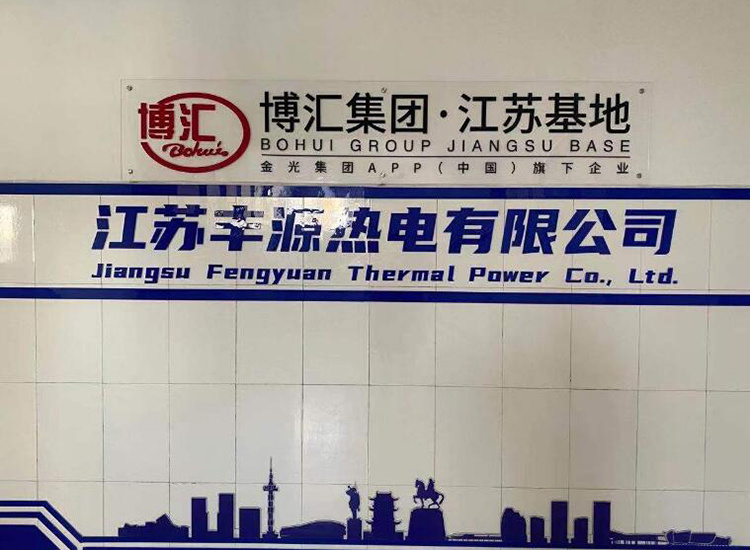 博汇
Bohui
博汇集团·江苏基地
BOHUI GROUP JIANGSU BASE
金光集团APP（中国）旗下企业
江苏丰源热电有限公司
Jiangsu Fengyuan Thermal Power Co., Ltd.